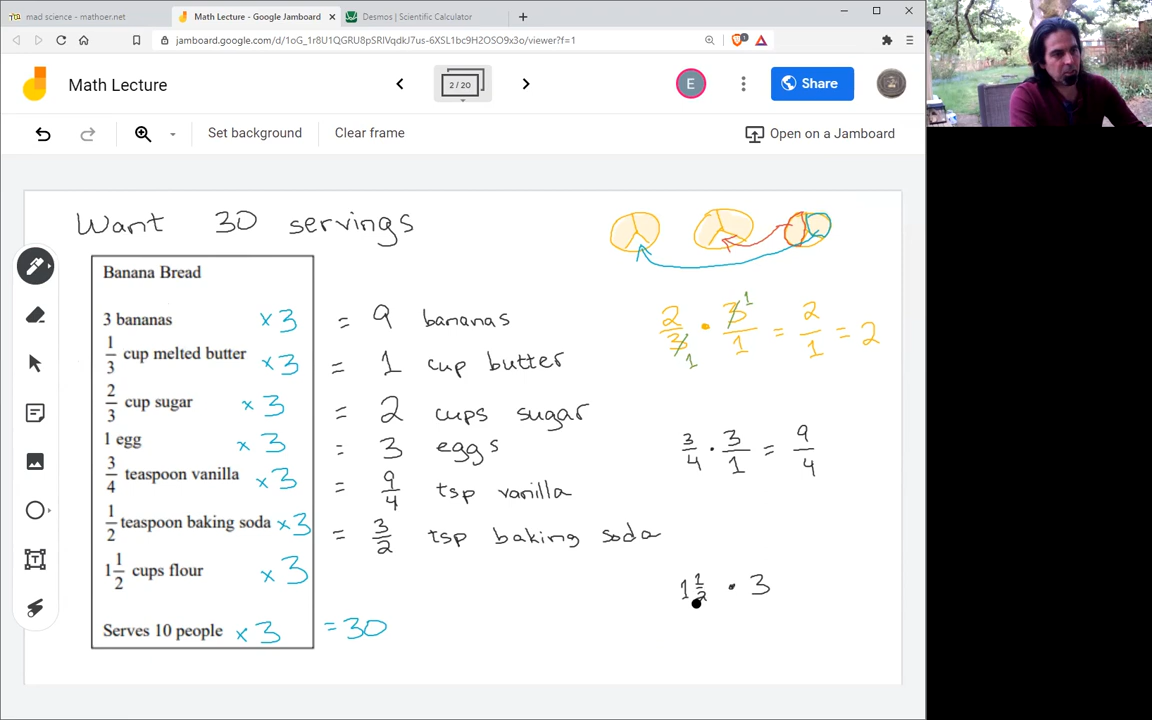 mad science - mathoer.net
Math Lecture - Google Jamboard
Desmos | Scientific Calculator
jamboard.google.com/d/1oG_1r8U1QGRU8pSRIVqdkJ7us-6XSL1bc9H2OSO9x3o/viewer?f=1
Math Lecture
2 / 20
E
Share
Set background
Clear frame
Open on a Jamboard
Want 30 servings
Banana Bread
3 bananas × 3 = 9 bananas
1/3 cup melted butter × 3 = 1 cup butter
2/3 cup sugar × 3 = 2 cups sugar
1 egg × 3 = 3 eggs
3/4 teaspoon vanilla × 3 = 9/4 tsp vanilla
1/2 teaspoon baking soda × 3 = 3/2 tsp baking soda
1 1/2 cups flour × 3
Serves 10 people × 3 = 30
2/3 · 3/1 = 2/1 = 2
1
1
3/4 · 3/1 = 9/4
1 1/2 · 3